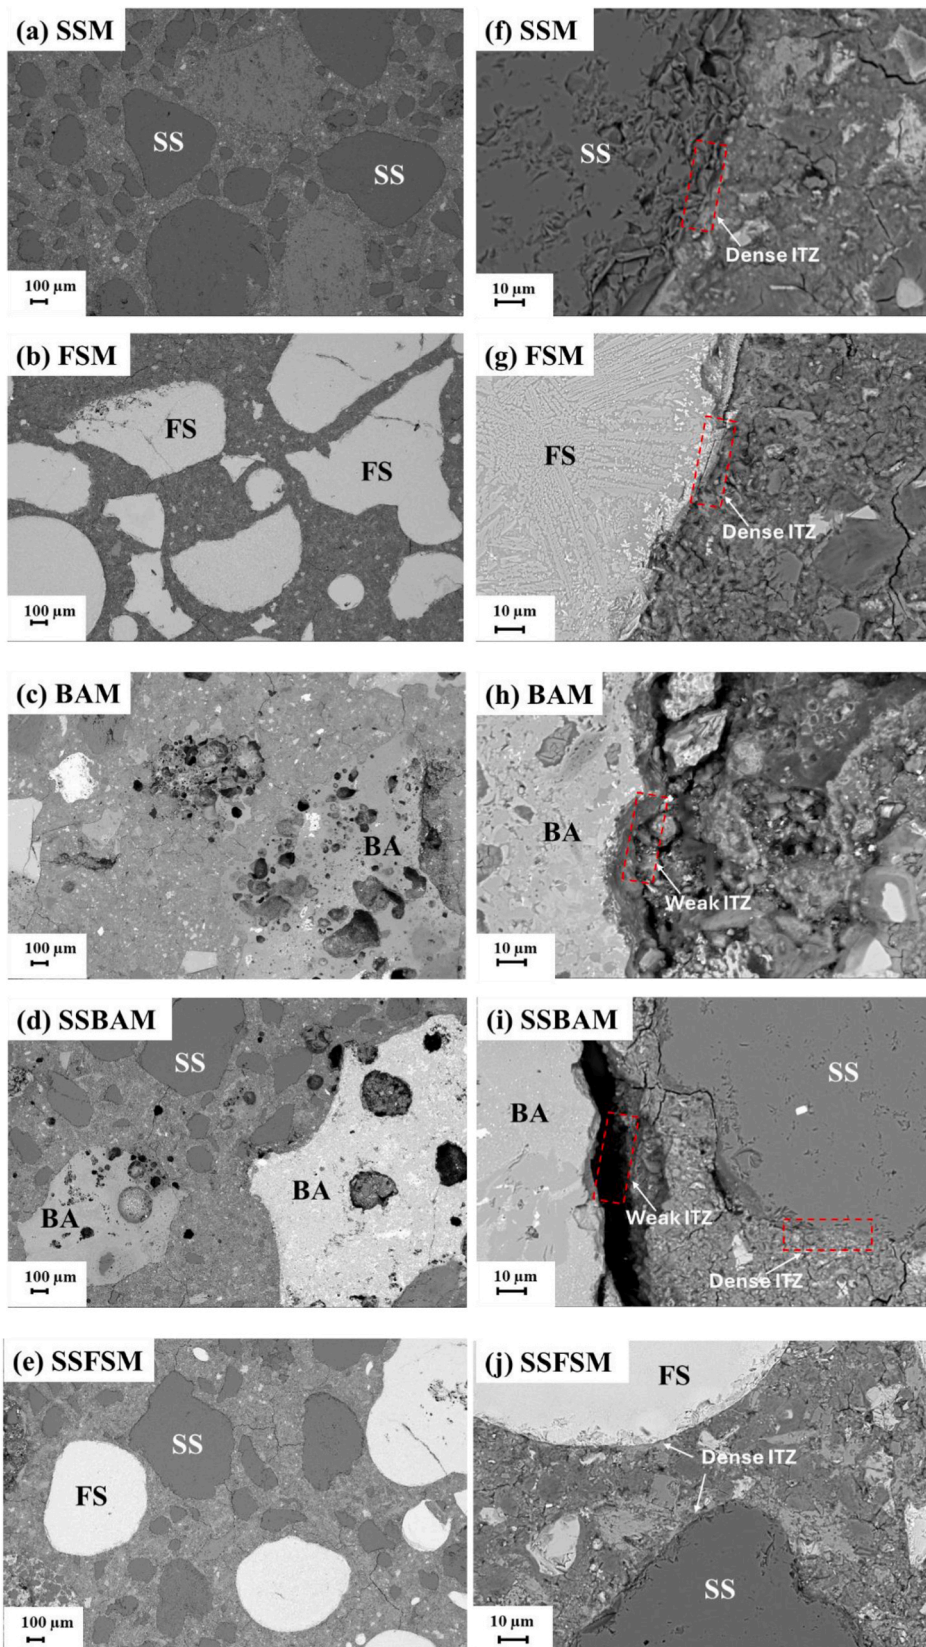 (a) SSM
SS
SS
100 µm
(f) SSM
SS
Dense ITZ
10 µm
(b) FSM
FS
FS
100 µm
(g) FSM
FS
Dense ITZ
10 µm
(c) BAM
BA
100 µm
(h) BAM
BA
Weak ITZ
10 µm
(d) SSBAM
SS
BA
BA
100 µm
(i) SSBAM
SS
BA
Weak ITZ
Dense ITZ
10 µm
(e) SSFSM
SS
FS
100 µm
(j) SSFSM
FS
Dense ITZ
SS
10 µm